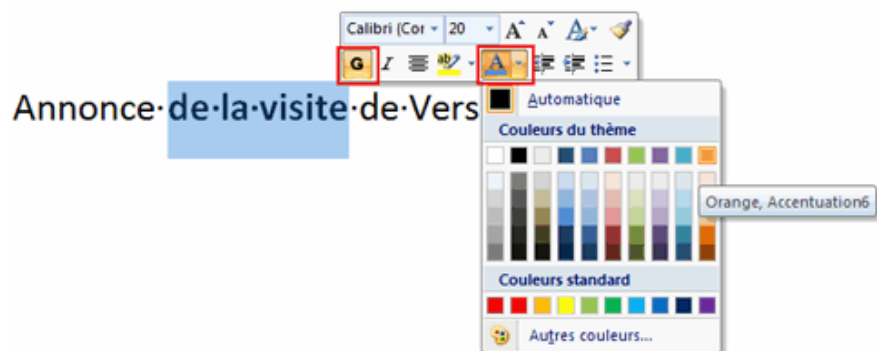 Calibri (Cor 20 A A A
G I ab A
Annonce·de·la·visite·de·Vers
Automatique
Couleurs du thème
Orange, Accentuation6
Couleurs standard
Autres couleurs...